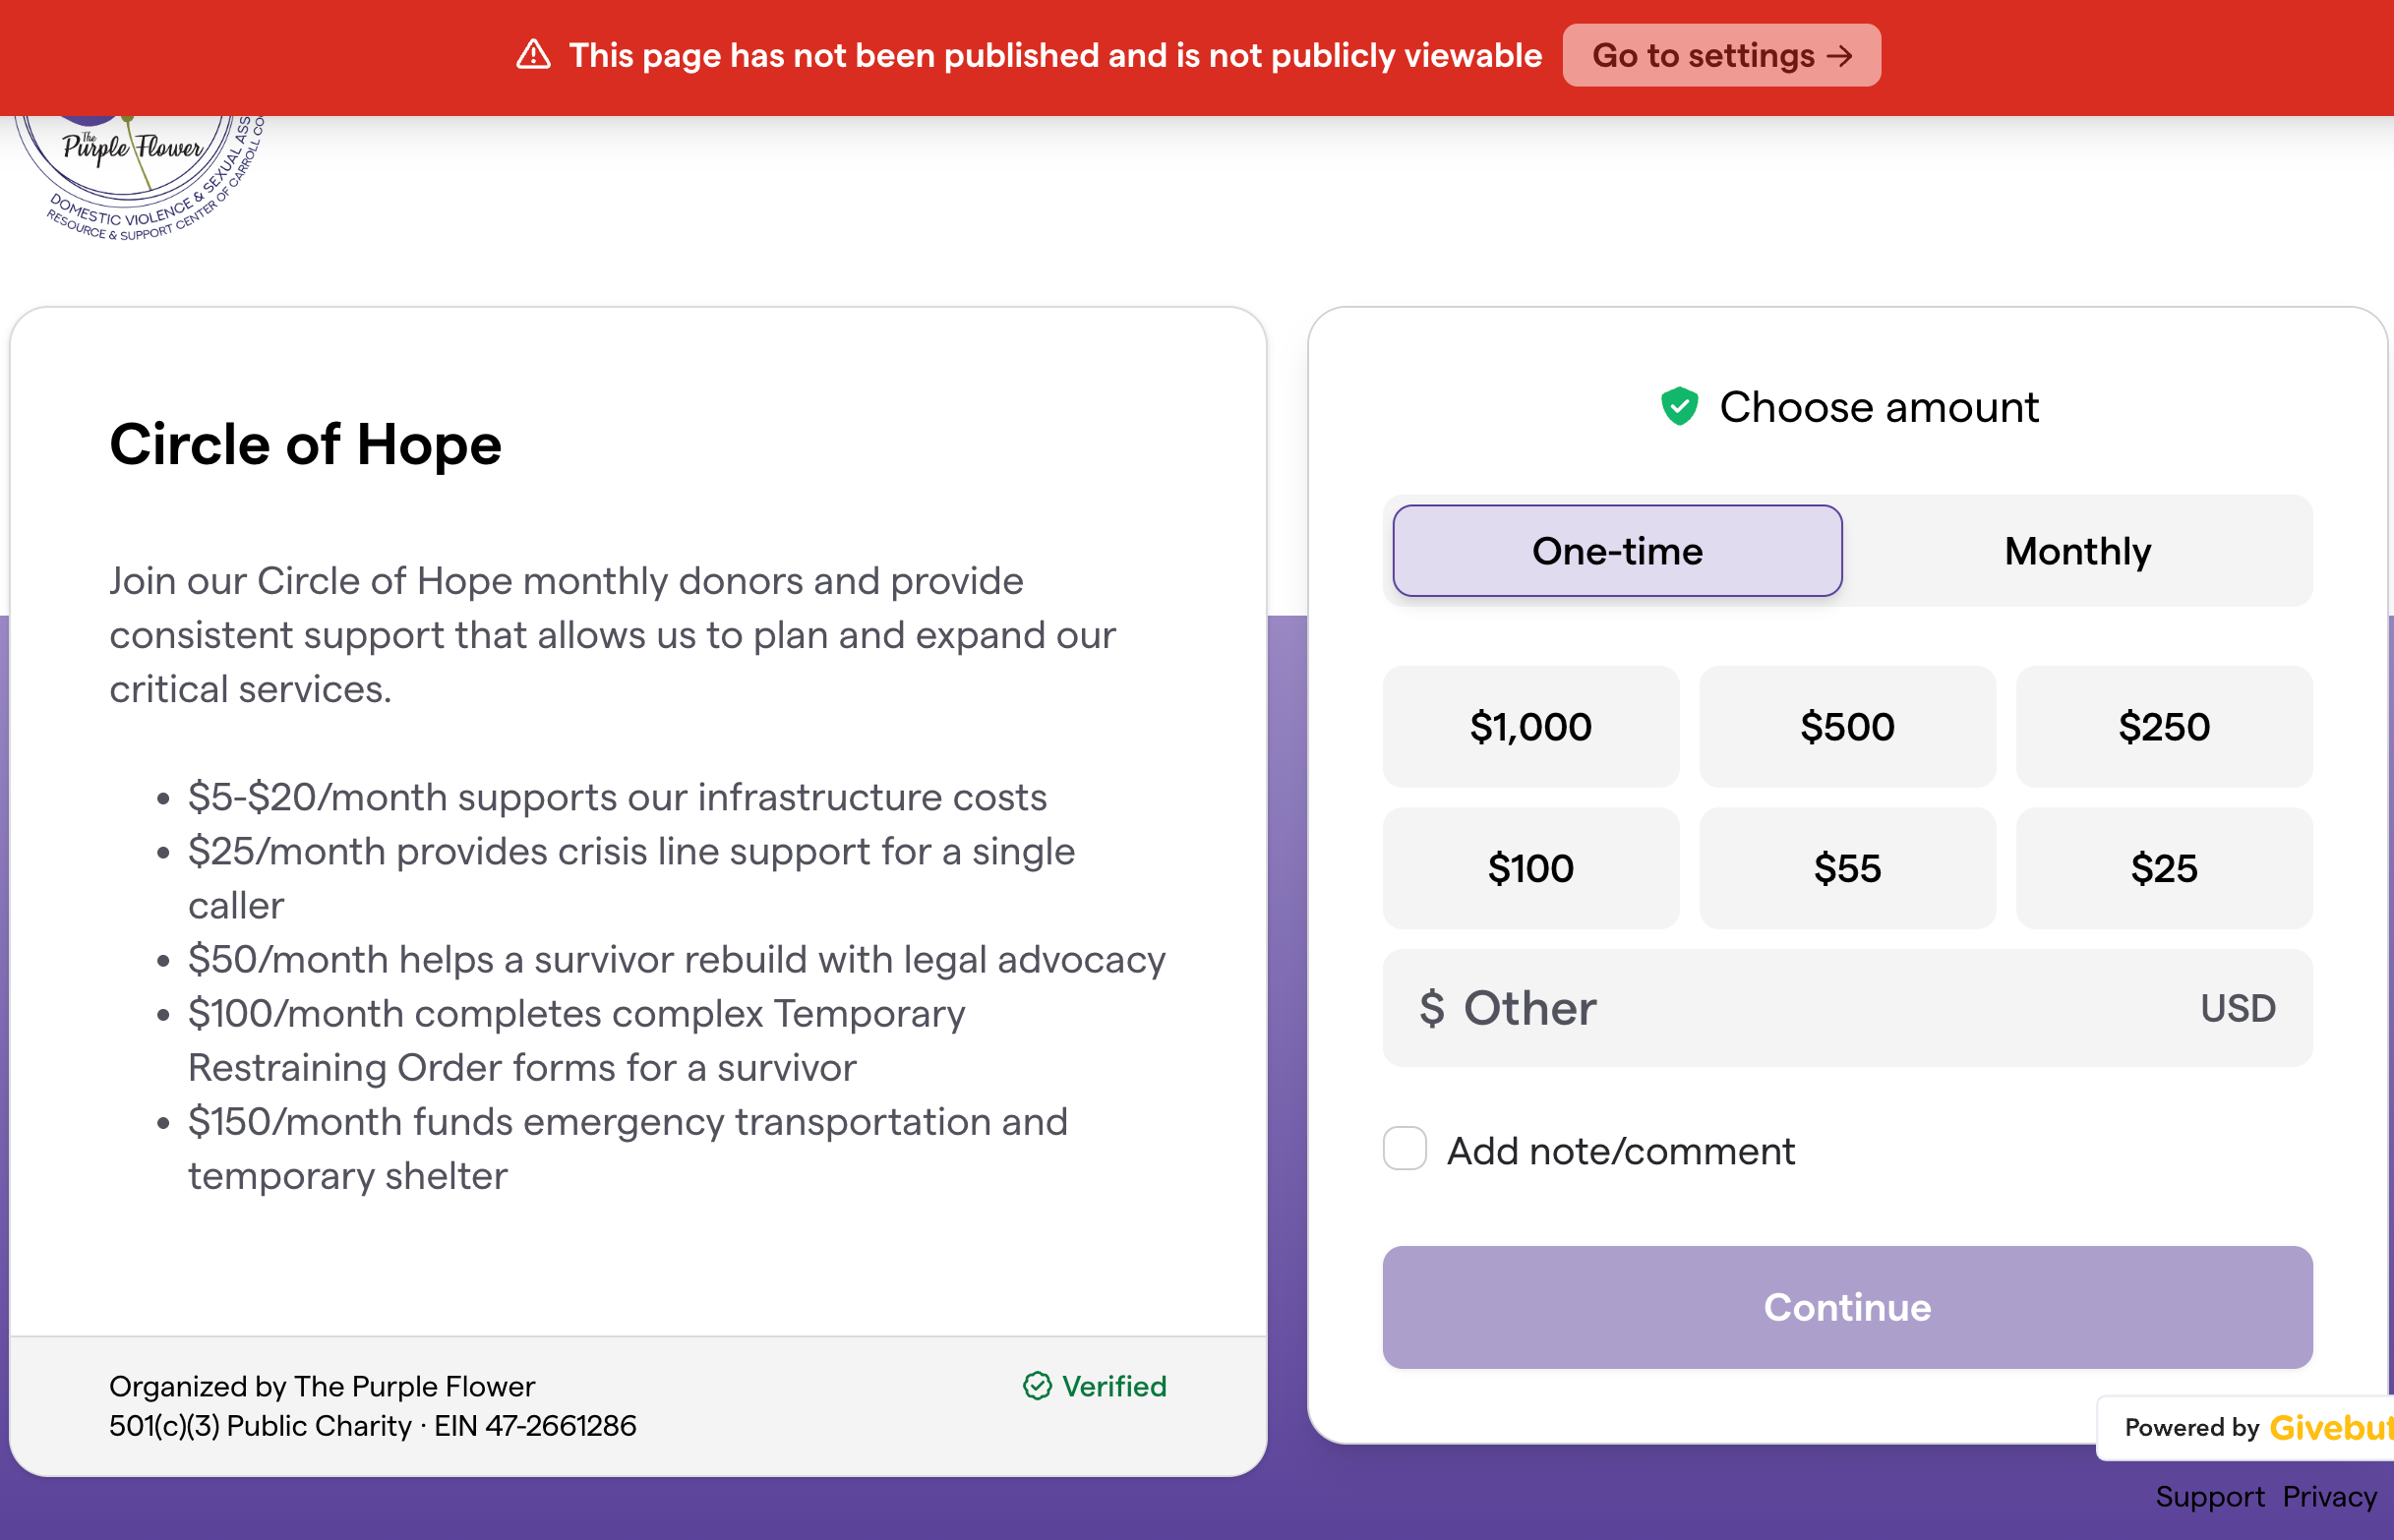 This page has not been published and is not publicly viewable
Go to settings →
The
Purple Flower
DOMESTIC VIOLENCE & SEXUAL
RESOURCE & SUPPORT CENTER OF CARROLL
Circle of Hope
Join our Circle of Hope monthly donors and provide
consistent support that allows us to plan and expand our
critical services.
• $5-$20/month supports our infrastructure costs
• $25/month provides crisis line support for a single
caller
• $50/month helps a survivor rebuild with legal advocacy
• $100/month completes complex Temporary
Restraining Order forms for a survivor
• $150/month funds emergency transportation and
temporary shelter
Organized by The Purple Flower
501(c)(3) Public Charity · EIN 47-2661286
Verified
Choose amount
One-time
Monthly
$1,000
$500
$250
$100
$55
$25
$ Other
USD
Add note/comment
Continue
Powered by
Support
Privacy